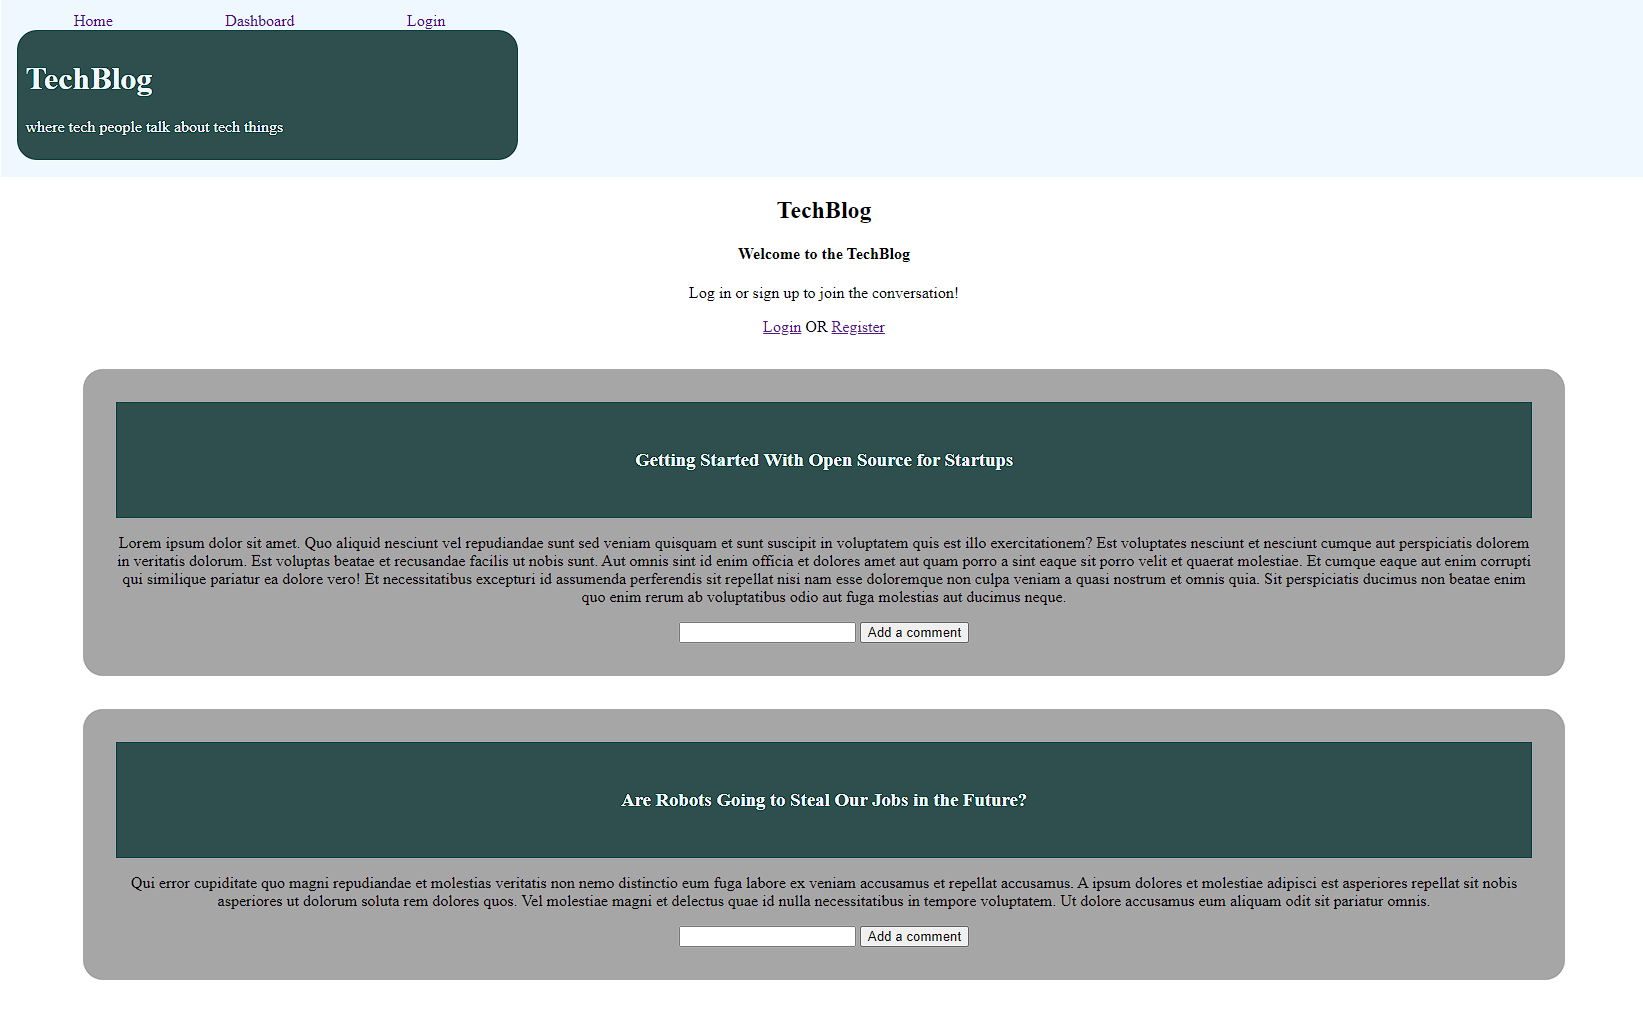 Home Dashboard Login
TechBlog
where tech people talk about tech things
TechBlog
Welcome to the TechBlog
Log in or sign up to join the conversation!
Login OR Register
Getting Started With Open Source for Startups
Lorem ipsum dolor sit amet. Quo aliquid nesciunt vel repudiandae sunt sed veniam quisquam et sunt suscipit in voluptatem quis est illo exercitationem? Est voluptates nesciunt et nesciunt cumque aut perspiciatis dolorem
in veritatis dolorum. Est voluptas beatae et recusandae facilis ut nobis sunt. Aut omnis sint id enim officia et dolores amet aut quam porro a sint eaque sit porro velit et quaerat molestiae. Et cumque eaque aut enim corrupti
qui similique pariatur ea dolore vero! Et necessitatibus excepturi id assumenda perferendis sit repellat nisi nam esse doloremque non culpa veniam a quasi nostrum et omnis quia. Sit perspiciatis ducimus non beatae enim
quo enim rerum ab voluptatibus odio aut fuga molestias aut ducimus neque.
Add a comment
Are Robots Going to Steal Our Jobs in the Future?
Qui error cupiditate quo magni repudiandae et molestias veritatis non nemo distinctio eum fuga labore ex veniam accusamus et repellat accusamus. A ipsum dolores et molestiae adipisci est asperiores repellat sit nobis
asperiores ut dolorum soluta rem dolores quos. Vel molestiae magni et delectus quae id nulla necessitatibus in tempore voluptatem. Ut dolore accusamus eum aliquam odit sit pariatur omnis.
Add a comment